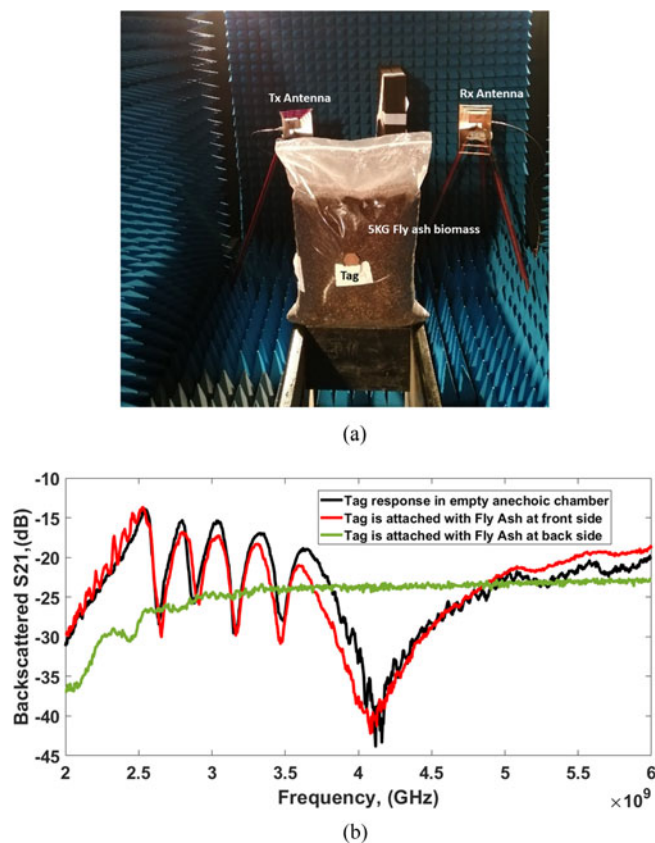 Tx Antenna
Rx Antenna
5KG Fly ash biomass
Tag
(a)
-10
-15
-20
-25
-30
-35
-40
-45
Backscattered S21,(dB)
Tag response in empty anechoic chamber
Tag is attached with Fly Ash at front side
Tag is attached with Fly Ash at back side
2 2.5 3 3.5 4 4.5 5 5.5 6
Frequency, (GHz)
×10⁹
(b)